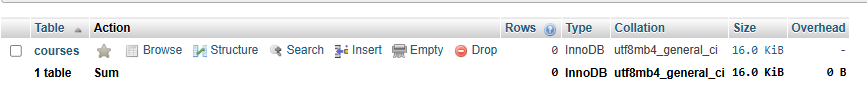 Table Action Rows Type Collation Size Overhead
courses Browse Structure Search Insert Empty Drop 0 InnoDB utf8mb4_general_ci 16.0 KiB -
1 table Sum 0 InnoDB utf8mb4_general_ci 16.0 KiB 0 B